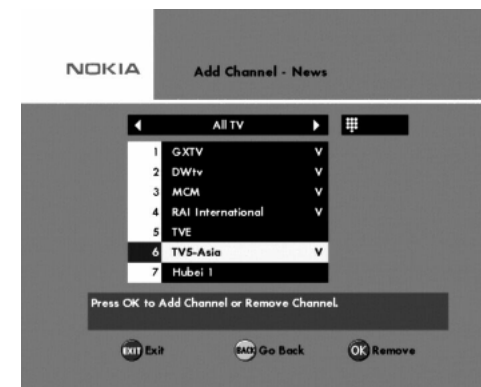 NOKIA
Add Channel - News
All TV
1 GXTV V
2 DWtv V
3 MCM V
4 RAI International V
5 TVE
6 TV5-Asia V
7 Hubei 1
Press OK to Add Channel or Remove Channel.
EXIT Exit BACK Go Back OK Remove